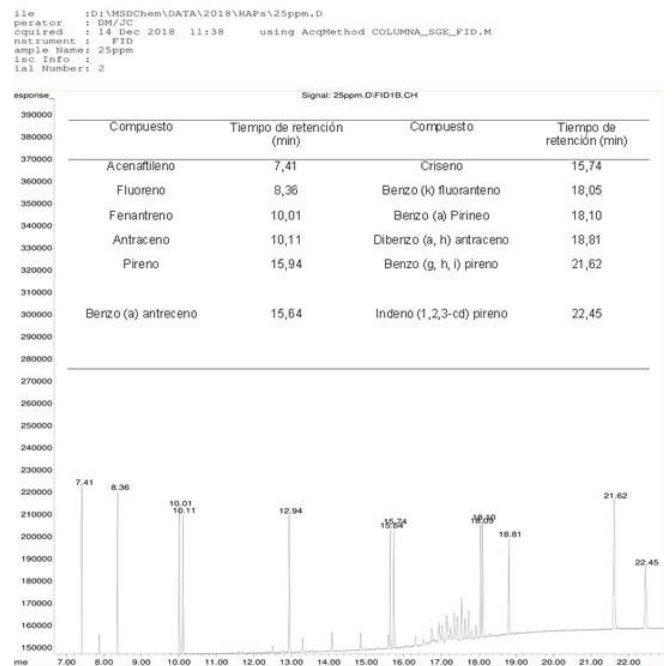 ile :D:\MSDChem\DATA\2018\HAPs\25ppm.D
perator : DM/JC
cquired : 14 Dec 2018 11:38 using AcqMethod COLUMNA_SGE_FID.M
nstrument : FID
ample Name: 25ppm
isc Info :
ial Number: 2
esponse_ Signal: 25ppm.D\FID1B.CH
390000
Compuesto Tiempo de retención (min) Compuesto Tiempo de retención (min)
380000
370000
Acenaftileno 7,41 Criseno 15,74
360000
Fluoreno 8,36 Benzo (k) fluoranteno 18,05
350000
Fenantreno 10,01 Benzo (a) Pirineo 18,10
340000
Antraceno 10,11 Dibenzo (a, h) antraceno 18,81
330000
Pireno 15,94 Benzo (g, h, i) pireno 21,62
320000
310000
Benzo (a) antreceno 15,64 Indeno (1,2,3-cd) pireno 22,45
300000
290000
280000
270000
260000
250000
240000
230000
7.41 8.36
220000
10.01 21.62
210000
10.11 12.94 15.74 18.10
15.64 18.05
200000
18.81
190000
22.45
180000
170000
160000
150000
me 7.00 8.00 9.00 10.00 11.00 12.00 13.00 14.00 15.00 16.00 17.00 18.00 19.00 20.00 21.00 22.00